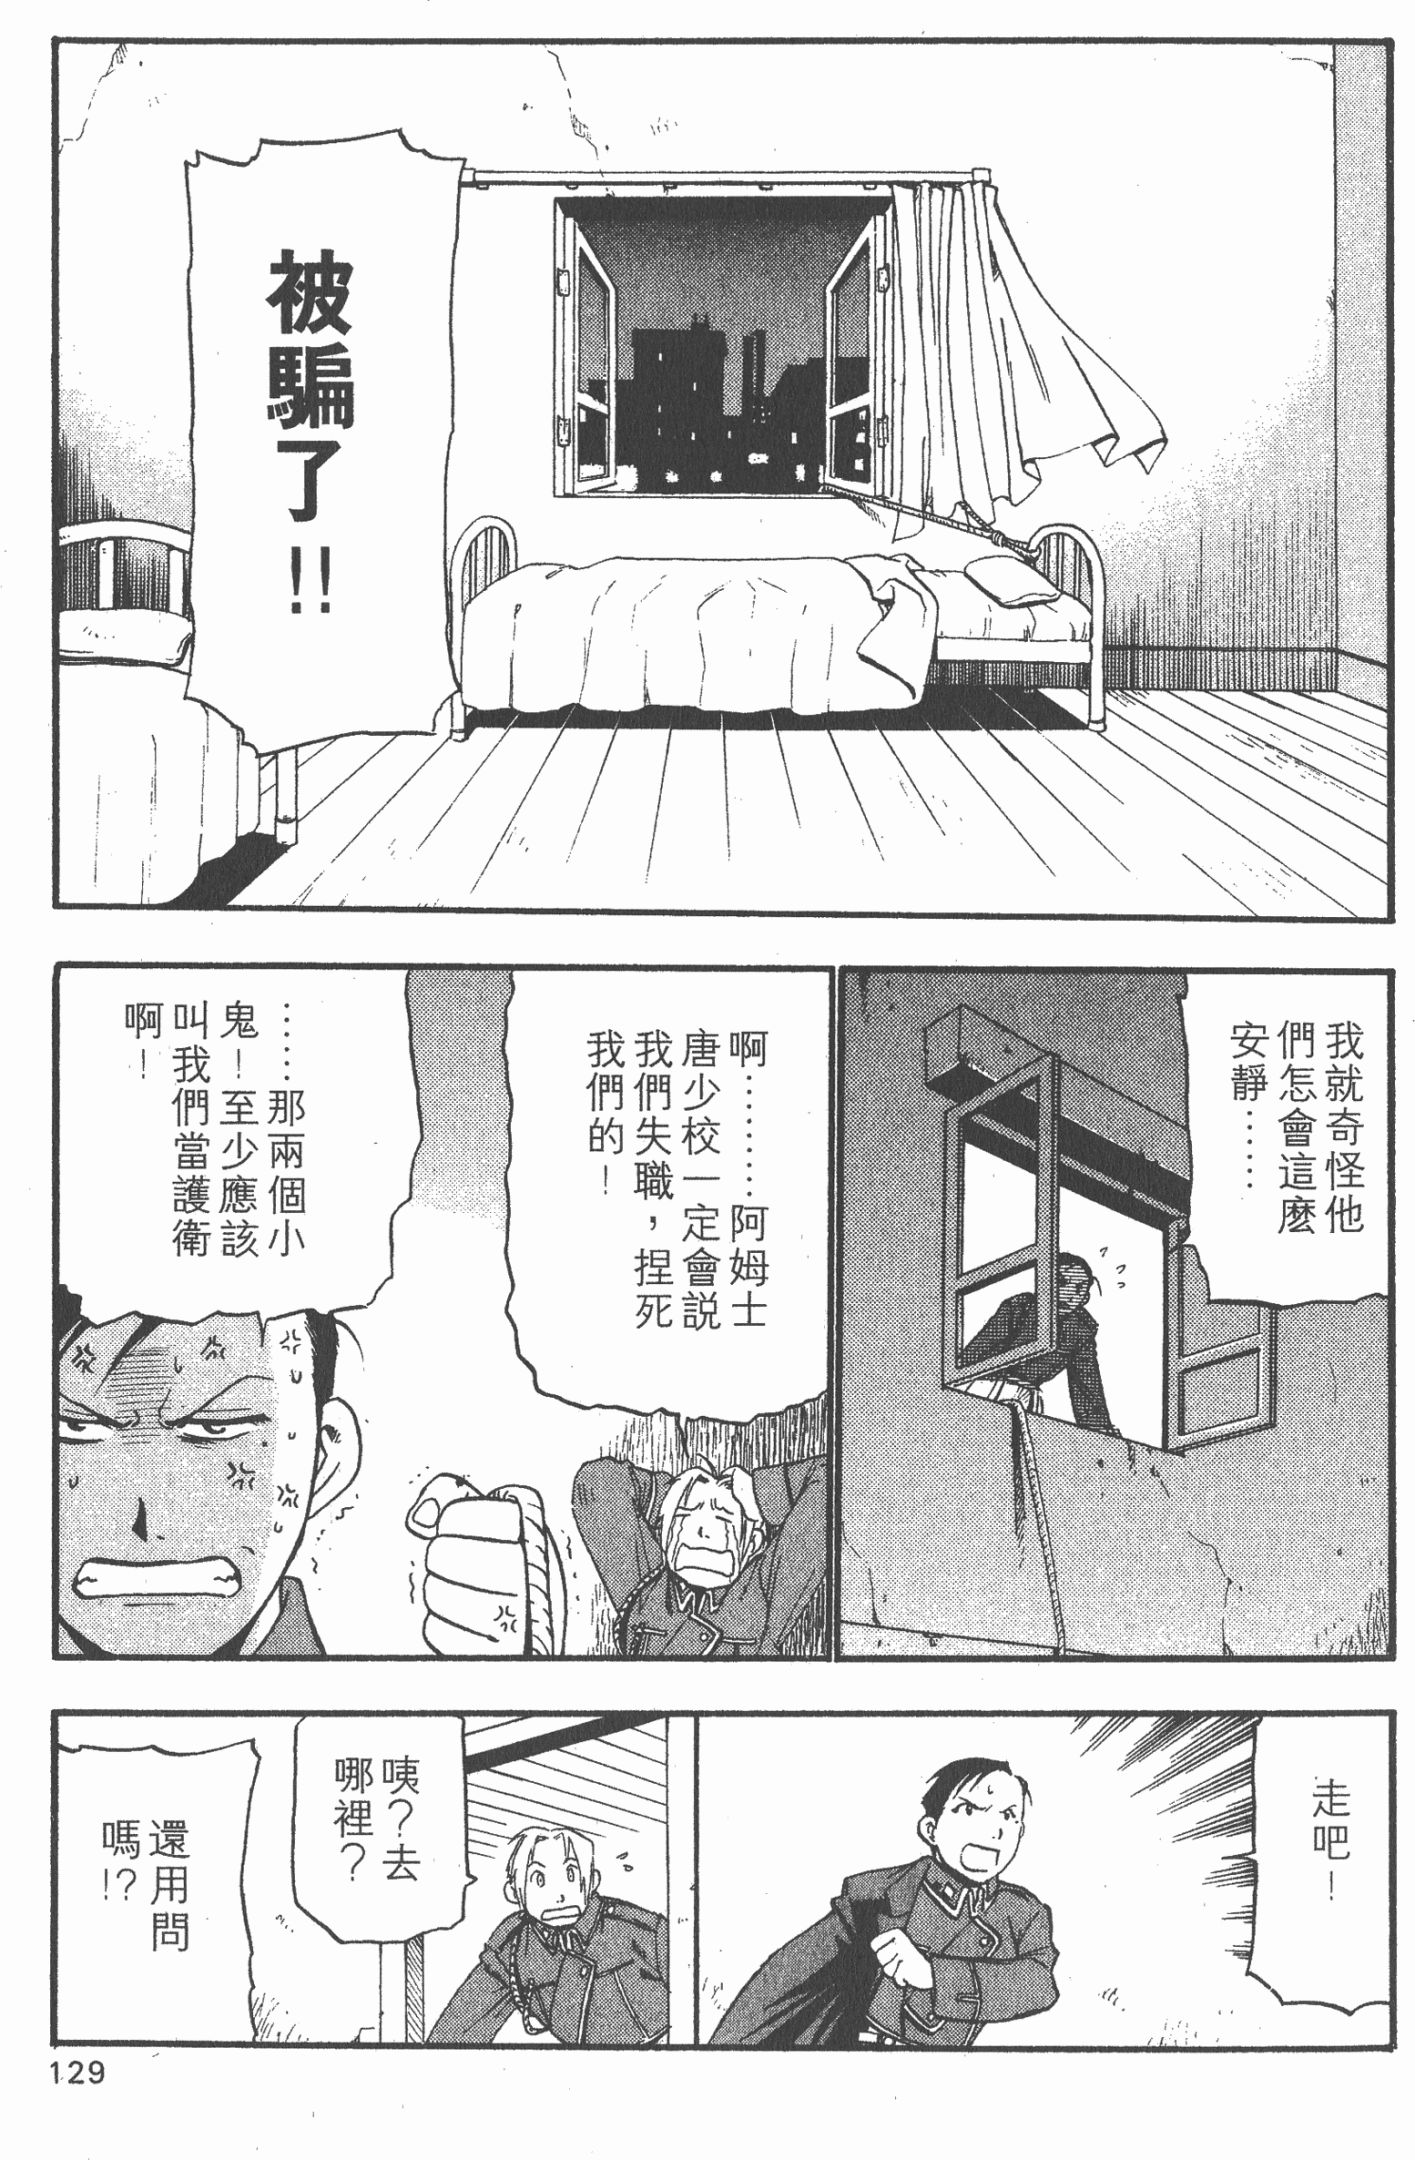 被騙了!!
我就奇怪他
們怎會這麼
安靜……
啊………阿姆士
唐少校一定會説
我們失職，捏死
我們的！
……那兩個小
鬼！至少應該
叫我們當護衛
啊！
走吧！
咦？去
哪裡？
還用問
嗎!?
129